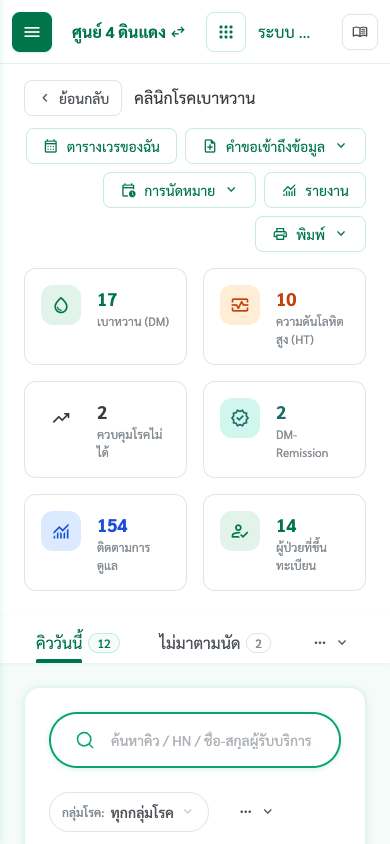 ศูนย์ 4 ดินแดง
ระบบ ...
ย้อนกลับ
คลินิกโรคเบาหวาน
ตารางเวรของฉัน
คำขอเข้าถึงข้อมูล
การนัดหมาย
รายงาน
พิมพ์
17
เบาหวาน (DM)
10
ความดันโลหิต
สูง (HT)
2
ควบคุมโรคไม่
ได้
2
DM-
Remission
154
ติดตามการ
ดูแล
14
ผู้ป่วยที่ขึ้น
ทะเบียน
คิววันนี้ 12
ไม่มาตามนัด 2
ค้นหาคิว / HN / ชื่อ-สกุลผู้รับบริการ
กลุ่มโรค: ทุกกลุ่มโรค